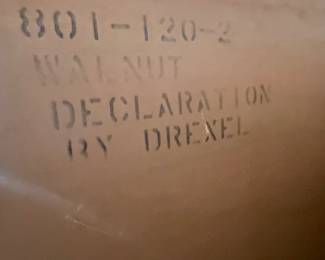 801-120-2
WALNUT
DECLARATION
BY DREXEL